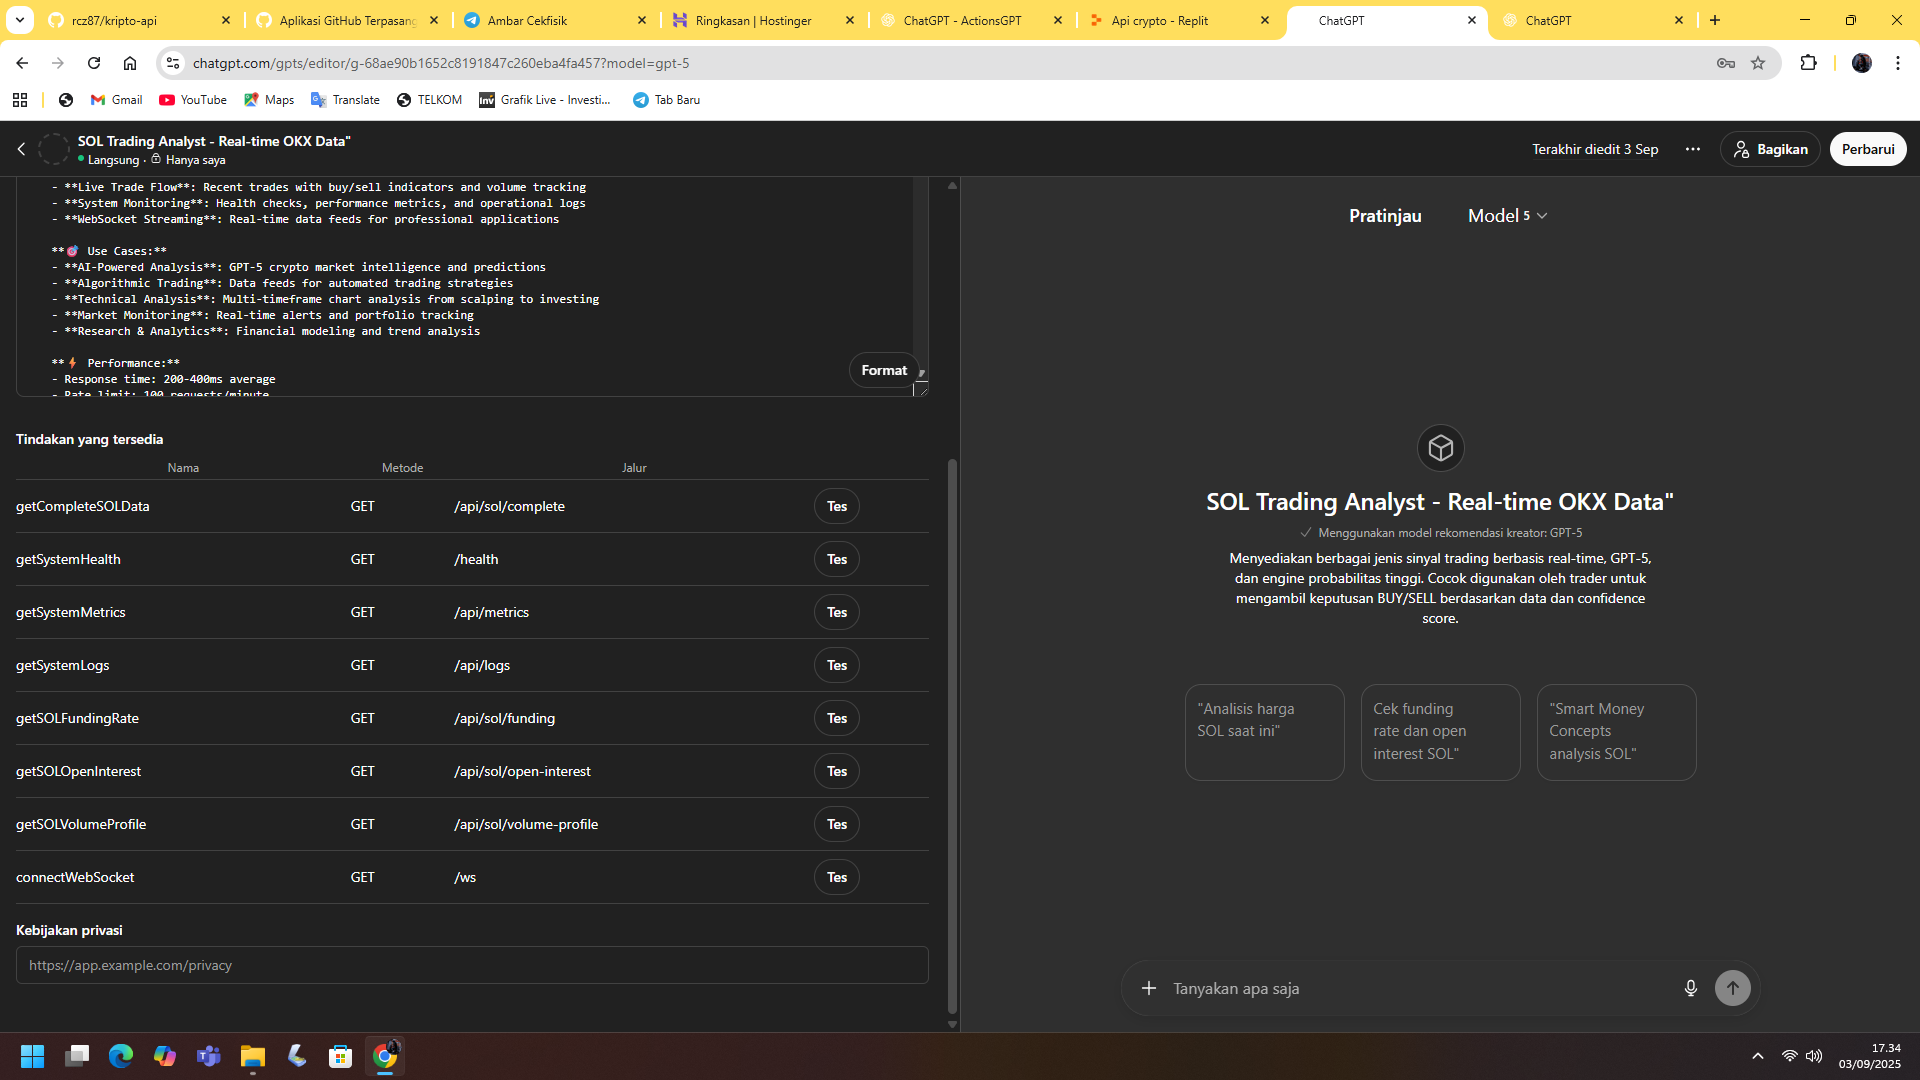 rcz87/kripto-api
Aplikasi GitHub Terpasang
Ambar Cekfisik
Ringkasan | Hostinger
ChatGPT - ActionsGPT
Api crypto - Replit
ChatGPT
ChatGPT
chatgpt.com/gpts/editor/g-68ae90b1652c8191847c260eba4fa457?model=gpt-5
Gmail
YouTube
Maps
Translate
TELKOM
Inv
Grafik Live - Investi...
Tab Baru
SOL Trading Analyst - Real-time OKX Data"
Langsung · Hanya saya
Terakhir diedit 3 Sep
Bagikan
Perbarui
- **Live Trade Flow**: Recent trades with buy/sell indicators and volume tracking
- **System Monitoring**: Health checks, performance metrics, and operational logs
- **WebSocket Streaming**: Real-time data feeds for professional applications
**🎯 Use Cases:**
- **AI-Powered Analysis**: GPT-5 crypto market intelligence and predictions
- **Algorithmic Trading**: Data feeds for automated trading strategies
- **Technical Analysis**: Multi-timeframe chart analysis from scalping to investing
- **Market Monitoring**: Real-time alerts and portfolio tracking
- **Research & Analytics**: Financial modeling and trend analysis
**⚡ Performance:**
- Response time: 200-400ms average
- Rate limit: 100 requests/minute
Format
Tindakan yang tersedia
Nama Metode Jalur
getCompleteSOLData GET /api/sol/complete Tes
getSystemHealth GET /health Tes
getSystemMetrics GET /api/metrics Tes
getSystemLogs GET /api/logs Tes
getSOLFundingRate GET /api/sol/funding Tes
getSOLOpenInterest GET /api/sol/open-interest Tes
getSOLVolumeProfile GET /api/sol/volume-profile Tes
connectWebSocket GET /ws Tes
Kebijakan privasi
https://app.example.com/privacy
Pratinjau
Model 5
SOL Trading Analyst - Real-time OKX Data"
Menggunakan model rekomendasi kreator: GPT-5
Menyediakan berbagai jenis sinyal trading berbasis real-time, GPT-5,
dan engine probabilitas tinggi. Cocok digunakan oleh trader untuk
mengambil keputusan BUY/SELL berdasarkan data dan confidence
score.
"Analisis harga
SOL saat ini"
Cek funding
rate dan open
interest SOL"
"Smart Money
Concepts
analysis SOL"
Tanyakan apa saja
17.34
03/09/2025